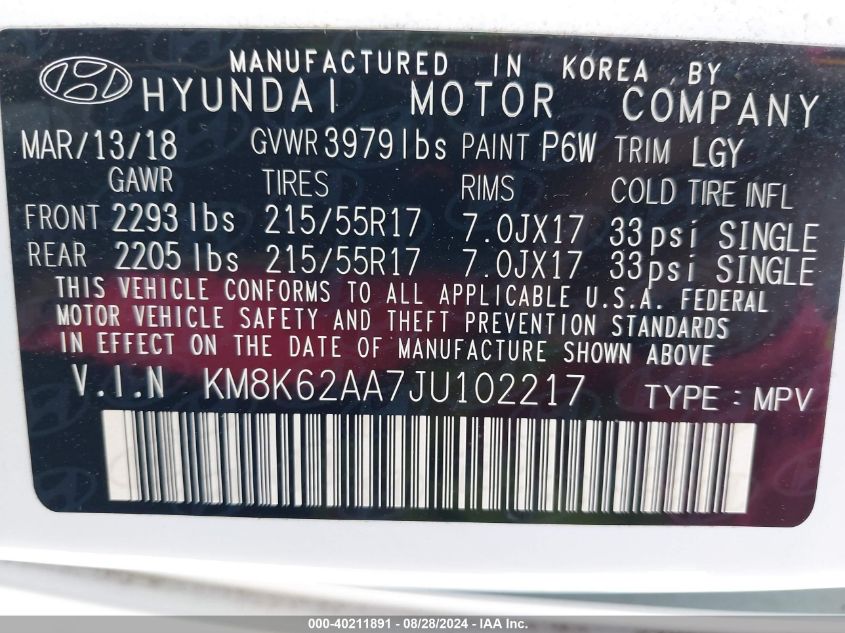 MANUFACTURED IN KOREA BY
HYUNDAI MOTOR COMPANY
MAR/13/18 GVWR 3979lbs PAINT P6W TRIM LGY
GAWR TIRES RIMS COLD TIRE INFL
FRONT 2293 lbs 215/55R17 7.0JX17 33psi SINGLE
REAR 2205 lbs 215/55R17 7.0JX17 33psi SINGLE
THIS VEHICLE CONFORMS TO ALL APPLICABLE U.S.A. FEDERAL
MOTOR VEHICLE SAFETY AND THEFT PREVENTION STANDARDS
IN EFFECT ON THE DATE OF MANUFACTURE SHOWN ABOVE
V.I.N KM8K62AA7JU102217 TYPE : MPV
000-40211891 - 08/28/2024 - IAA Inc.